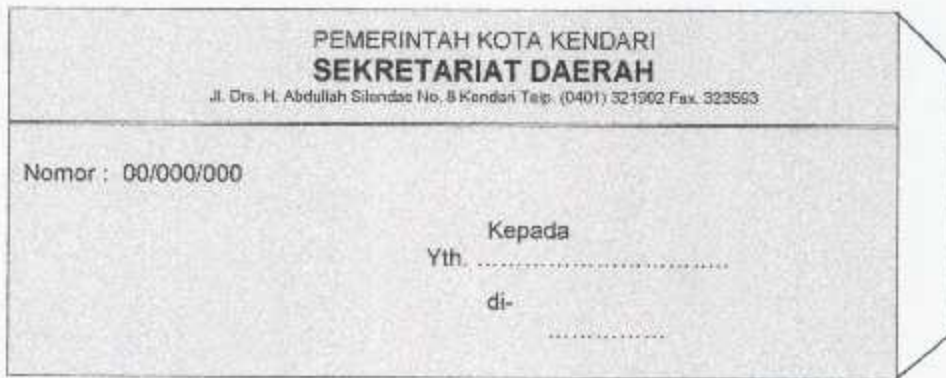 PEMERINTAH KOTA KENDARI
SEKRETARIAT DAERAH
Jl. Drs. H. Abdullah Silondae No. 8 Kendari Telp. (0401) 321902 Fax. 323593
Nomor : 00/000/000
Kepada
Yth. ................................
di-
...............